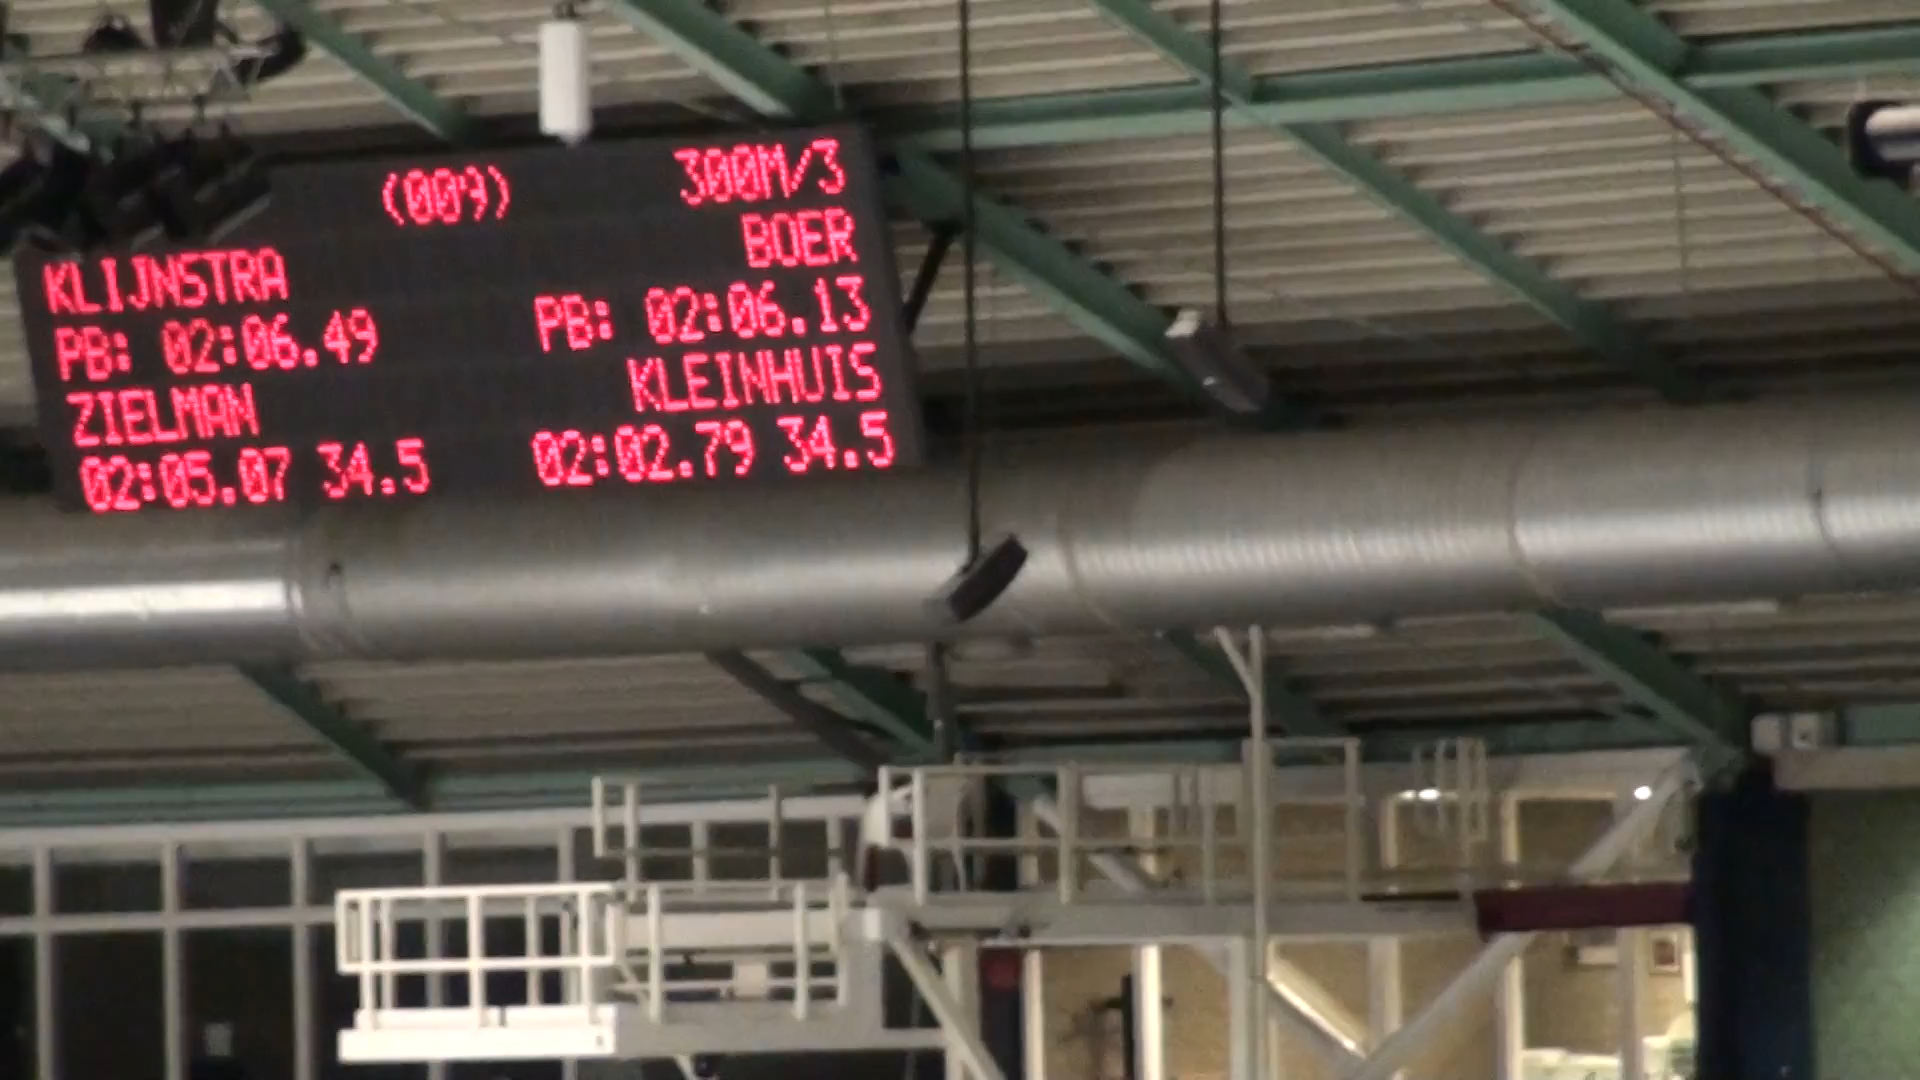 300M/3
KLIJNSTRA BOER
PB: 02:06.49 PB: 02:06.13
ZIELMAN KLEINHUIS
02:05.07 34.5 02:02.79 34.5